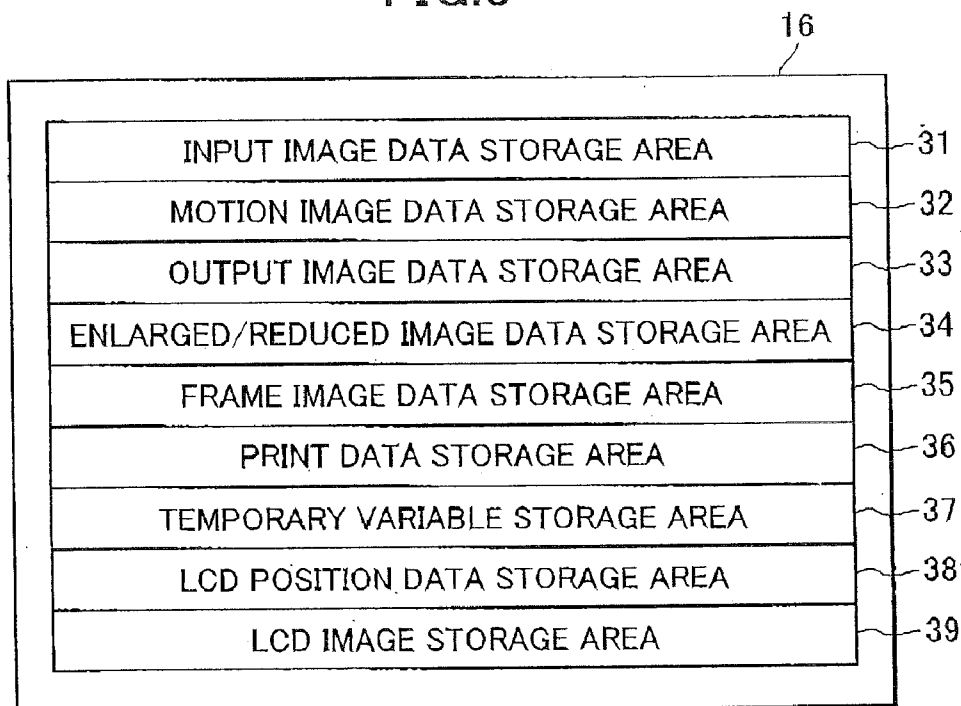 16
INPUT IMAGE DATA STORAGE AREA 31
MOTION IMAGE DATA STORAGE AREA 32
OUTPUT IMAGE DATA STORAGE AREA 33
ENLARGED/REDUCED IMAGE DATA STORAGE AREA 34
FRAME IMAGE DATA STORAGE AREA 35
PRINT DATA STORAGE AREA 36
TEMPORARY VARIABLE STORAGE AREA 37
LCD POSITION DATA STORAGE AREA 38
LCD IMAGE STORAGE AREA 39